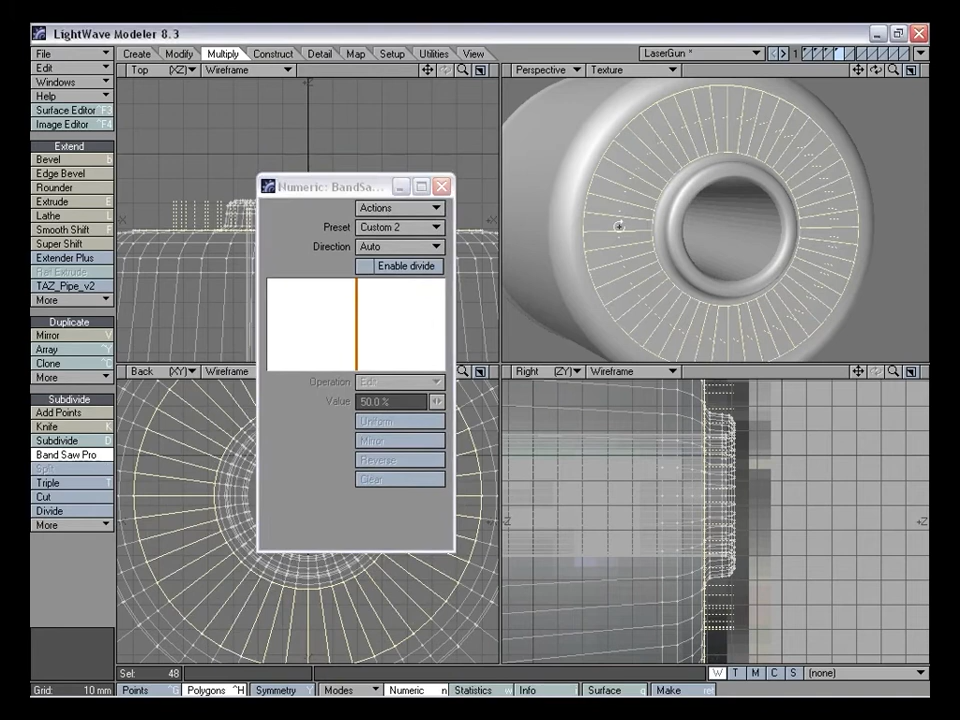 LightWave Modeler 8.3
File Create Modify Multiply Construct Detail Map Setup Utilities View LaserGun * 1
Edit Top (XZ) Wireframe Perspective Texture
Windows
Help
Surface Editor F3
Image Editor ^F4
Extend
Bevel b
Edge Bevel
Rounder
Extrude E
Lathe L
Smooth Shift F
Super Shift
Extender Plus
Rail Extrude
TAZ_Pipe_v2
More
Duplicate
Mirror V
Array ^Y
Clone ^C
More
Subdivide
Add Points
Knife K
Subdivide D
Band Saw Pro
Split
Triple T
Cut
Divide
More
Numeric: BandSa...
Actions
Preset Custom 2
Direction Auto
Enable divide
Operation Edit
Value 50.0 %
Uniform
Mirror
Reverse
Clear
Back (XY) Wireframe
Right (ZY) Wireframe
Sel: 48 W T M C S (none)
Grid: 10 mm Points ^G Polygons ^H Symmetry Y Modes Numeric n Statistics w Info i Surface q Make ret